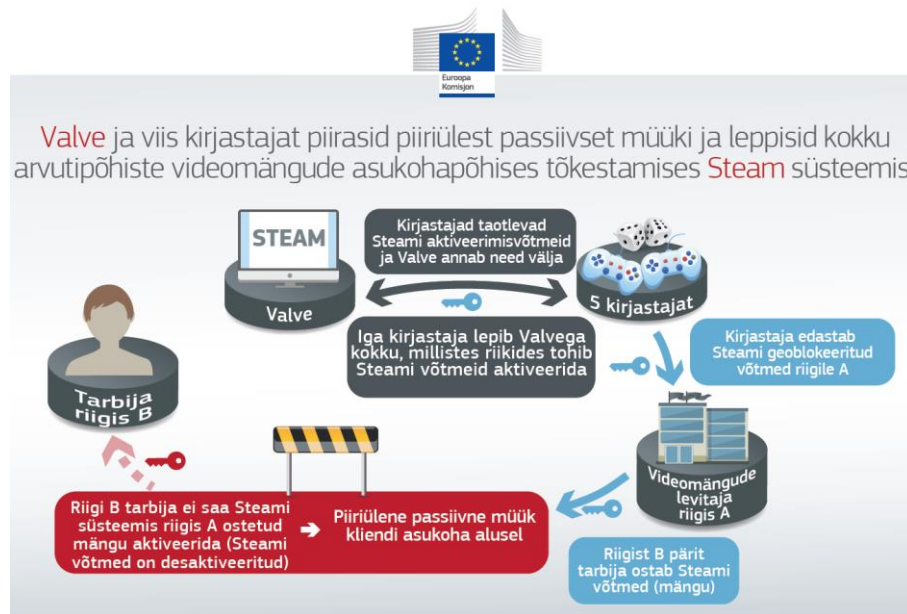 Euroopa
Komisjon
Valve ja viis kirjastajat piirasid piiriülest passiivset müüki ja leppisid kokku
arvutipõhiste videomängude asukohapõhises tõkestamises Steam süsteemis
STEAM
Valve
Kirjastajad taotlevad
Steami aktiveerimisvõtmeid
ja Valve annab need välja
5 kirjastajat
Iga kirjastaja lepib Valvega
kokku, millistes riikides tohib
Steami võtmeid aktiveerida
Kirjastaja edastab
Steami geoblokeeritud
võtmed riigile A
Tarbija
riigis B
Videomängude
levitaja
riigis A
Riigi B tarbija ei saa Steami
süsteemis riigis A ostetud
mängu aktiveerida (Steami
võtmed on desaktiveeritud)
Piiriülene passiivne müük
kliendi asukoha alusel
Riigist B pärit
tarbija ostab Steami
võtmed (mängu)